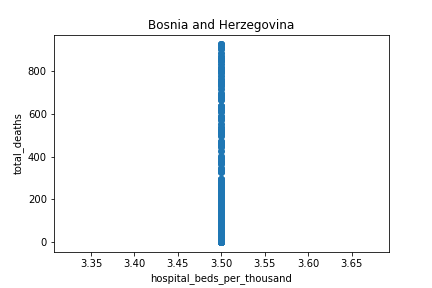 Bosnia and Herzegovina
total_deaths
800
600
400
200
0
3.35 3.40 3.45 3.50 3.55 3.60 3.65
hospital_beds_per_thousand